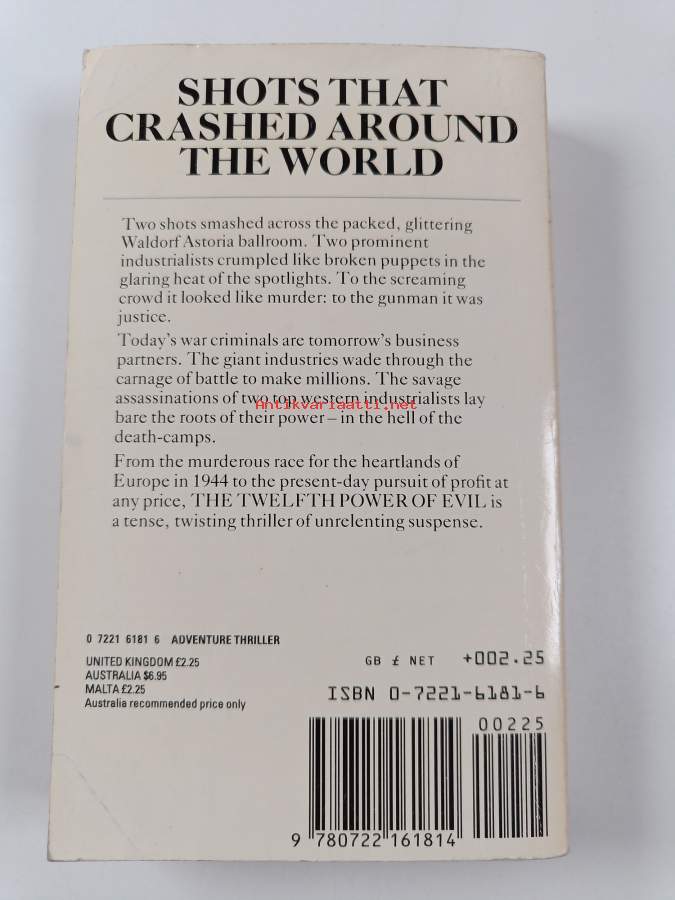 SHOTS THAT
CRASHED AROUND
THE WORLD
Two shots smashed across the packed, glittering
Waldorf Astoria ballroom. Two prominent
industrialists crumpled like broken puppets in the
glaring heat of the spotlights. To the screaming
crowd it looked like murder: to the gunman it was
justice.
Today's war criminals are tomorrow's business
partners. The giant industries wade through the
carnage of battle to make millions. The savage
assassinations of two top western industrialists lay
Antikvariaatti.net
bare the roots of their power – in the hell of the
death-camps.
From the murderous race for the heartlands of
Europe in 1944 to the present-day pursuit of profit at
any price, THE TWELFTH POWER OF EVIL is
a tense, twisting thriller of unrelenting suspense.
0 7221 6181 6 ADVENTURE THRILLER
UNITED KINGDOM £2.25
AUSTRALIA $6.95
MALTA £2.25
Australia recommended price only
GB £ NET +002.25
ISBN 0-7221-6181-6
00225
9 780722 161814